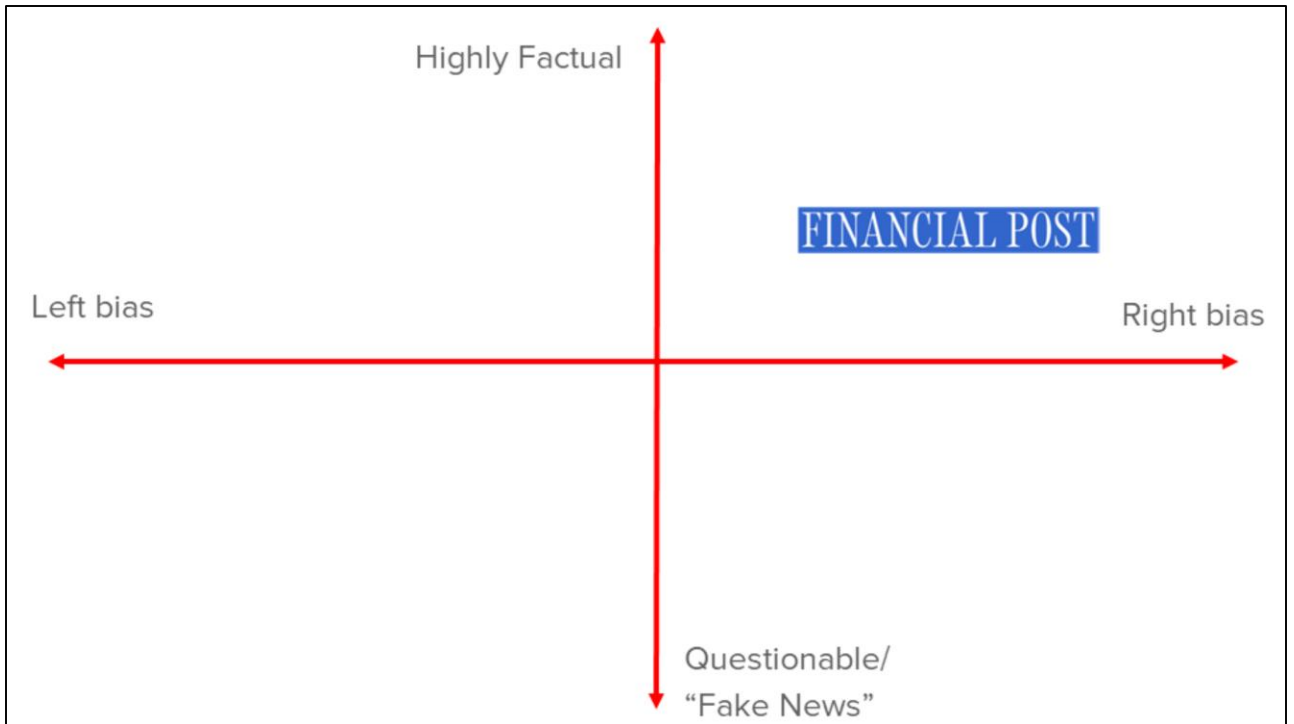 Highly Factual
FINANCIAL POST
Left bias
Right bias
Questionable/
“Fake News”